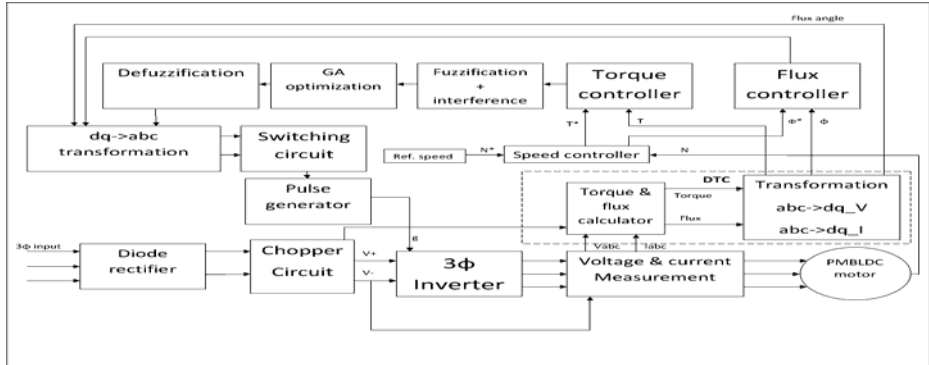 Flux angle
Defuzzification
GA
optimization
Fuzzification
+
interference
Torque
controller
Flux
controller
dq->abc
transformation
Switching
circuit
T*
T
Φ*
Φ
Ref. speed
N*
Speed controller
N
Pulse
generator
Torque &
flux
calculator
DTC
Torque
Flux
Transformation
abc->dq_V
abc->dq_I
3Φ input
Diode
rectifier
Chopper
Circuit
V+
V-
3Φ
Inverter
Vabc
Iabc
Voltage & current
Measurement
PMBLDC
motor